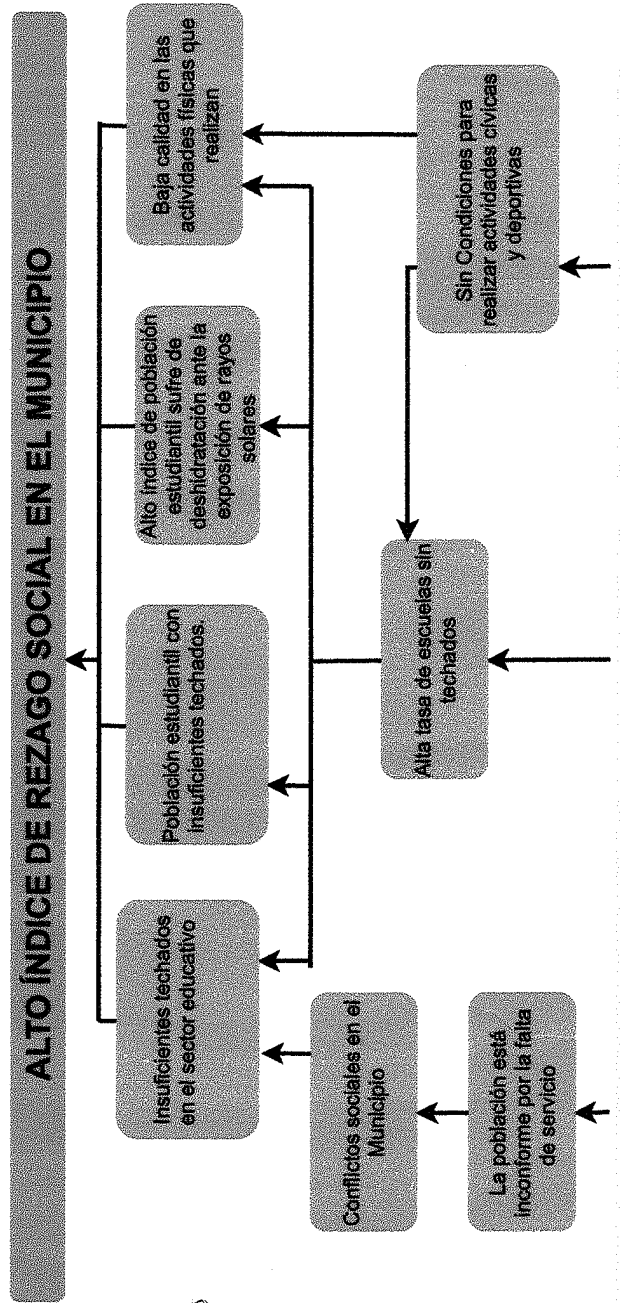 ALTO ÍNDICE DE REZAGO SOCIAL EN EL MUNICIPIO
Insuficientes techados
en el sector educativo
Población estudiantil con
insuficientes techados.
Alto índice de población
estudiantil sufre de
deshidratación ante la
exposición de rayos
solares
Baja calidad en las
actividades físicas que
realizan
Conflictos sociales en el
Municipio
Alta tasa de escuelas sin
techados
Sin Condiciones para
realizar actividades cívicas
y deportivas
La población está
inconforme por la falta
de servicio